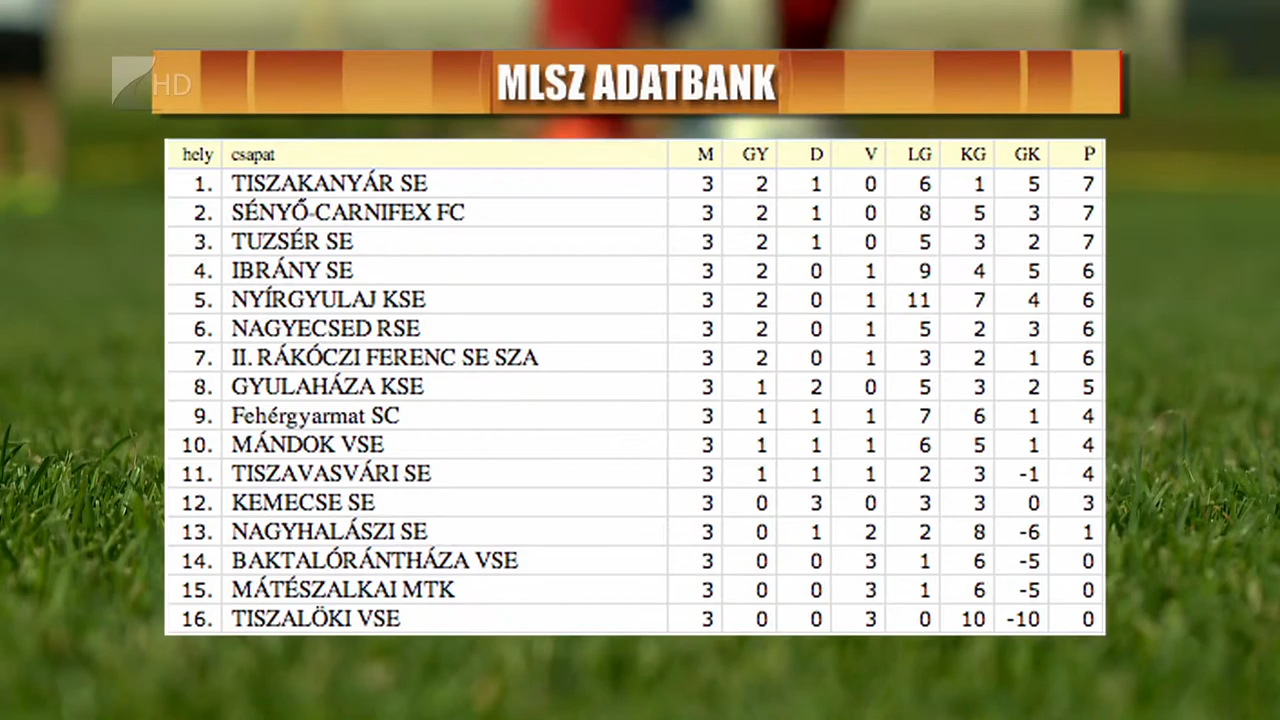 HD
MLSZ ADATBANK
hely csapat M GY D V LG KG GK P
1. TISZAKANYÁR SE 3 2 1 0 6 1 5 7
2. SÉNYŐ-CARNIFEX FC 3 2 1 0 8 5 3 7
3. TUZSÉR SE 3 2 1 0 5 3 2 7
4. IBRÁNY SE 3 2 0 1 9 4 5 6
5. NYÍRGYULAJ KSE 3 2 0 1 11 7 4 6
6. NAGYECSED RSE 3 2 0 1 5 2 3 6
7. II. RÁKÓCZI FERENC SE SZA 3 2 0 1 3 2 1 6
8. GYULAHÁZA KSE 3 1 2 0 5 3 2 5
9. Fehérgyarmat SC 3 1 1 1 7 6 1 4
10. MÁNDOK VSE 3 1 1 1 6 5 1 4
11. TISZAVASVÁRI SE 3 1 1 1 2 3 -1 4
12. KEMECSE SE 3 0 3 0 3 3 0 3
13. NAGYHALÁSZI SE 3 0 1 2 2 8 -6 1
14. BAKTALÓRÁNTHÁZA VSE 3 0 0 3 1 6 -5 0
15. MÁTÉSZALKAI MTK 3 0 0 3 1 6 -5 0
16. TISZALÖKI VSE 3 0 0 3 0 10 -10 0